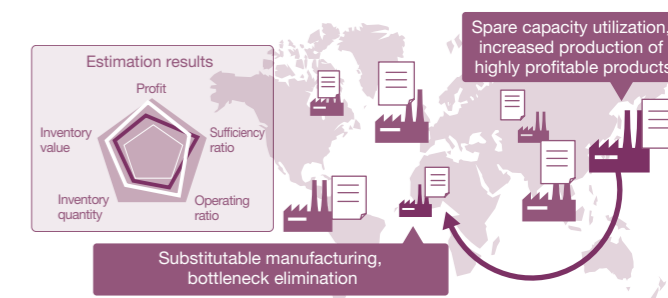 Estimation results
Profit
Sufficiency
ratio
Operating
ratio
Inventory
quantity
Inventory
value
Spare capacity utilization,
increased production of
highly profitable products
Substitutable manufacturing,
bottleneck elimination